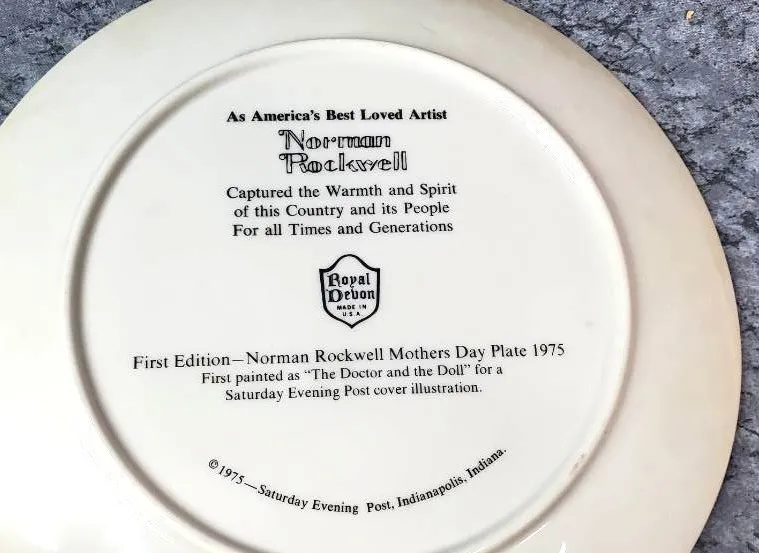 As America's Best Loved Artist
Norman
Rockwell
Captured the Warmth and Spirit
of this Country and its People
For all Times and Generations
Royal
Devon
MADE IN
U.S.A.
First Edition—Norman Rockwell Mothers Day Plate 1975
First painted as "The Doctor and the Doll" for a
Saturday Evening Post cover illustration.
© 1975—Saturday Evening Post, Indianapolis, Indiana.